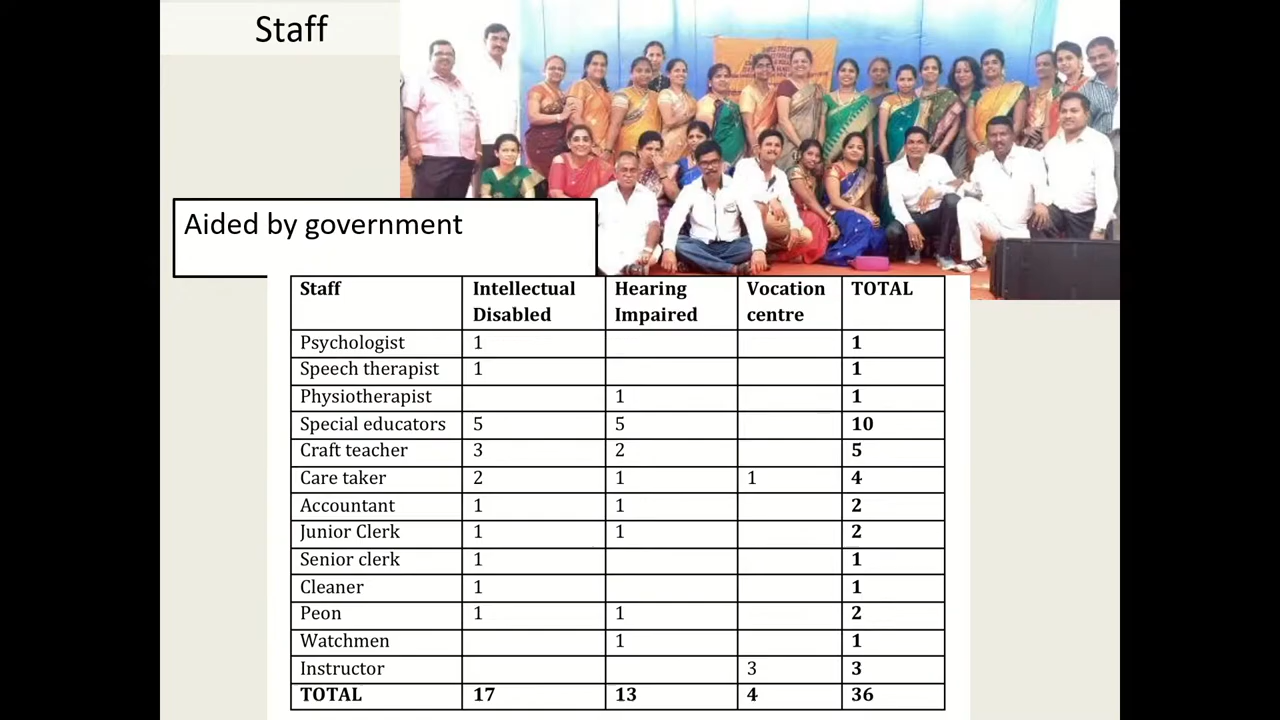 Staff
Aided by government
Staff Intellectual Disabled Hearing Impaired Vocation centre TOTAL
Psychologist 1 1
Speech therapist 1 1
Physiotherapist 1 1
Special educators 5 5 10
Craft teacher 3 2 5
Care taker 2 1 1 4
Accountant 1 1 2
Junior Clerk 1 1 2
Senior clerk 1 1
Cleaner 1 1
Peon 1 1 2
Watchmen 1 1
Instructor 3 3
TOTAL 17 13 4 36